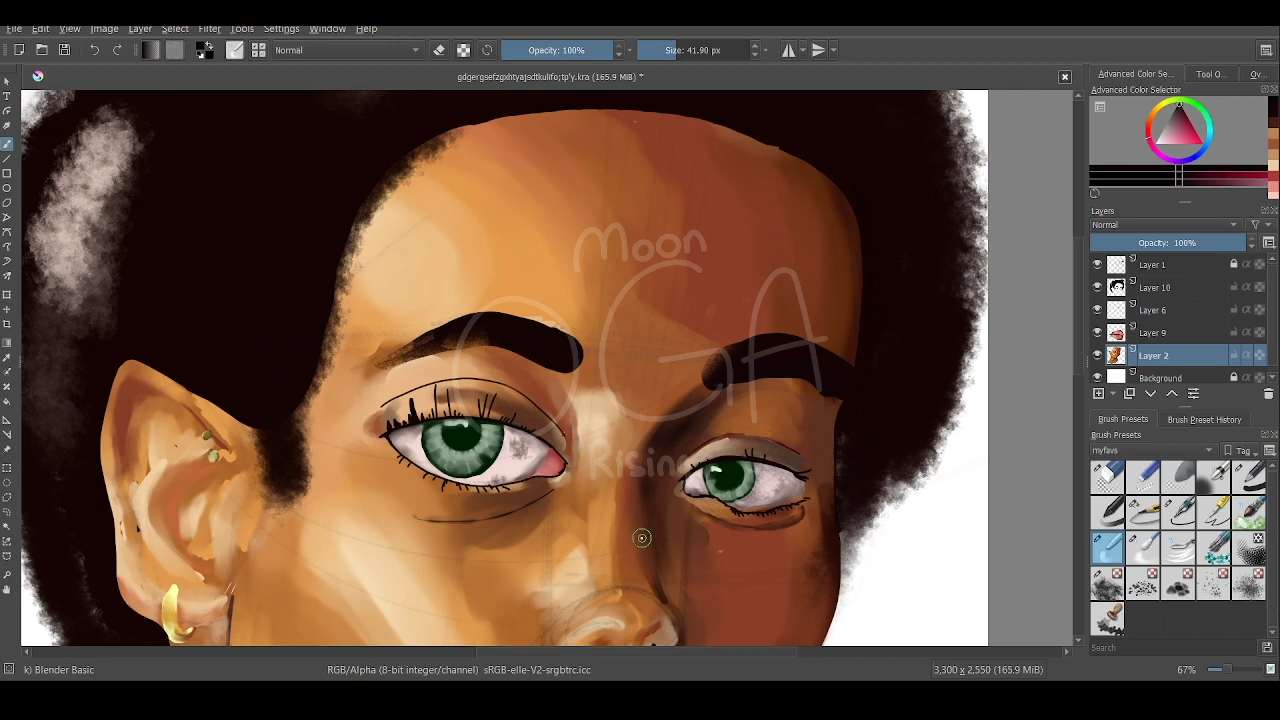 File Edit View Image Layer Select Filter Tools Settings Window Help
Normal
Opacity: 100%
Size: 41.90 px
gdgergsefzgxhtyajsdtkulifo;tp'y.kra (165.9 MiB) *
Advanced Color Se...
Tool O...
Ov...
Advanced Color Selector
Layers
Normal
Opacity: 100%
Layer 1
Layer 10
Layer 6
Layer 9
Layer 2
Background
Brush Presets
Brush Preset History
Brush Presets
myfavs
Tag
Search
Moon
OGA
Rising
k) Blender Basic
RGB/Alpha (8-bit integer/channel) sRGB-elle-V2-srgbtrc.icc
3,300 x 2,550 (165.9 MiB)
67%